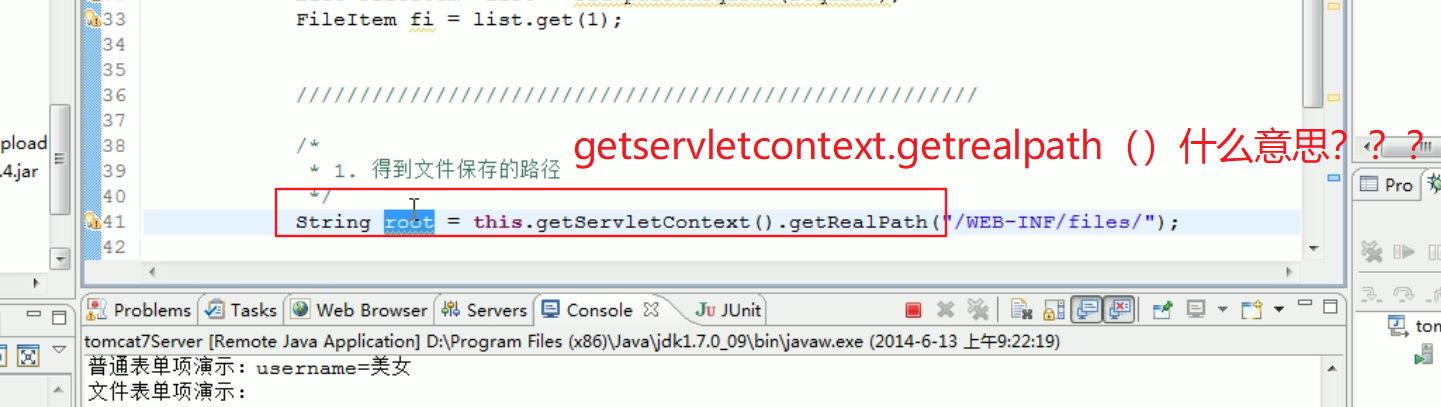 33 FileItem fi = list.get(1);
34
35
36 //////////////////////////////////////////////////////
37
38 /*
39 * 1. 得到文件保存的路径
40 */
41 String root = this.getServletContext().getRealPath("/WEB-INF/files/");
42
getservletcontext.getrealpath（）什么意思？？？
pload
.4.jar
Pro
Problems Tasks Web Browser Servers Console JUnit
tomcat7Server [Remote Java Application] D:\Program Files (x86)\Java\jdk1.7.0_09\bin\javaw.exe (2014-6-13 上午9:22:19)
普通表单项演示：username=美女
文件表单项演示：
tom